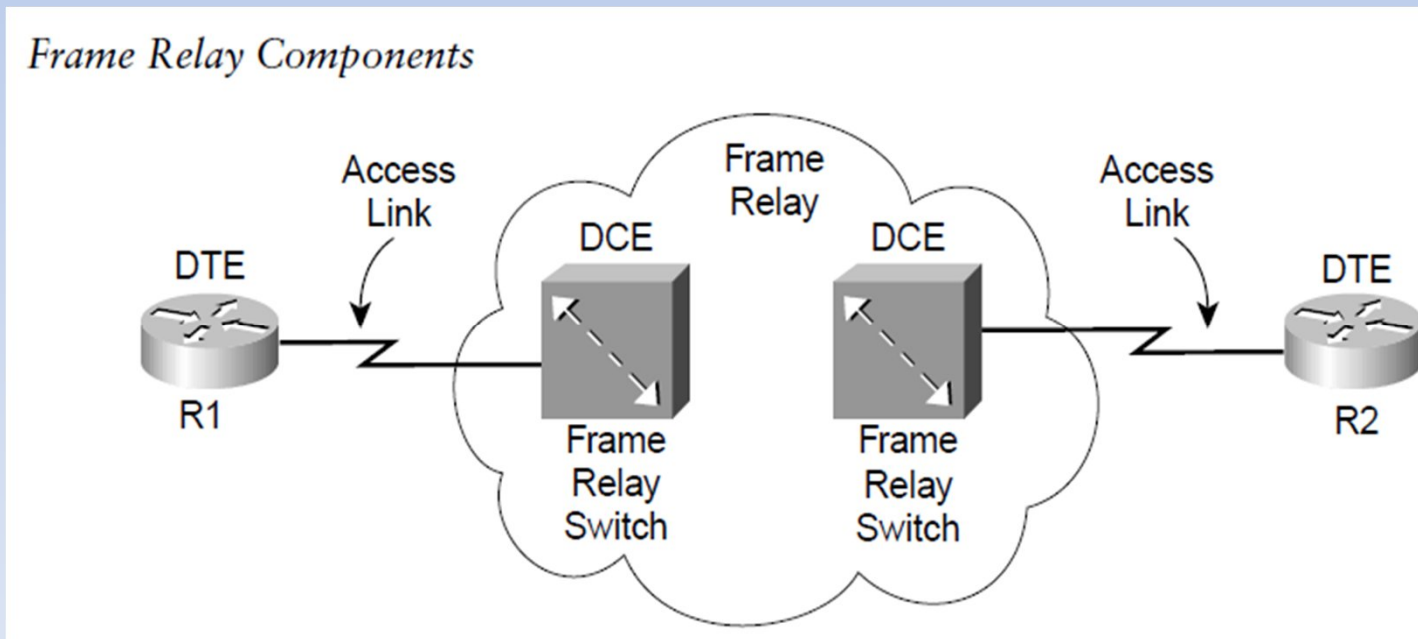 Frame Relay Components
Access
Link
DTE
R1
Frame
Relay
DCE
Frame
Relay
Switch
DCE
Frame
Relay
Switch
Access
Link
DTE
R2